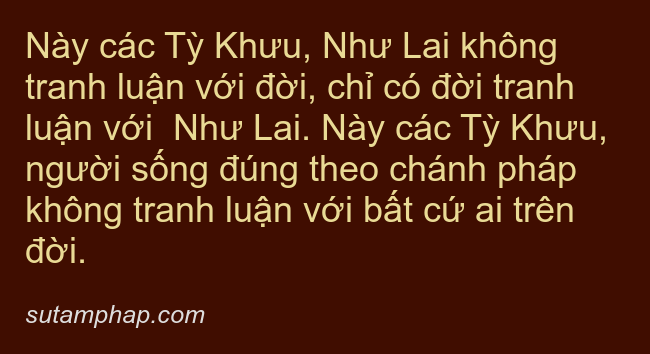 Này các Tỳ Khưu, Như Lai không
tranh luận với đời, chỉ có đời tranh
luận với  Như Lai. Này các Tỳ Khưu,
người sống đúng theo chánh pháp
không tranh luận với bất cứ ai trên
đời.
sutamphap.com